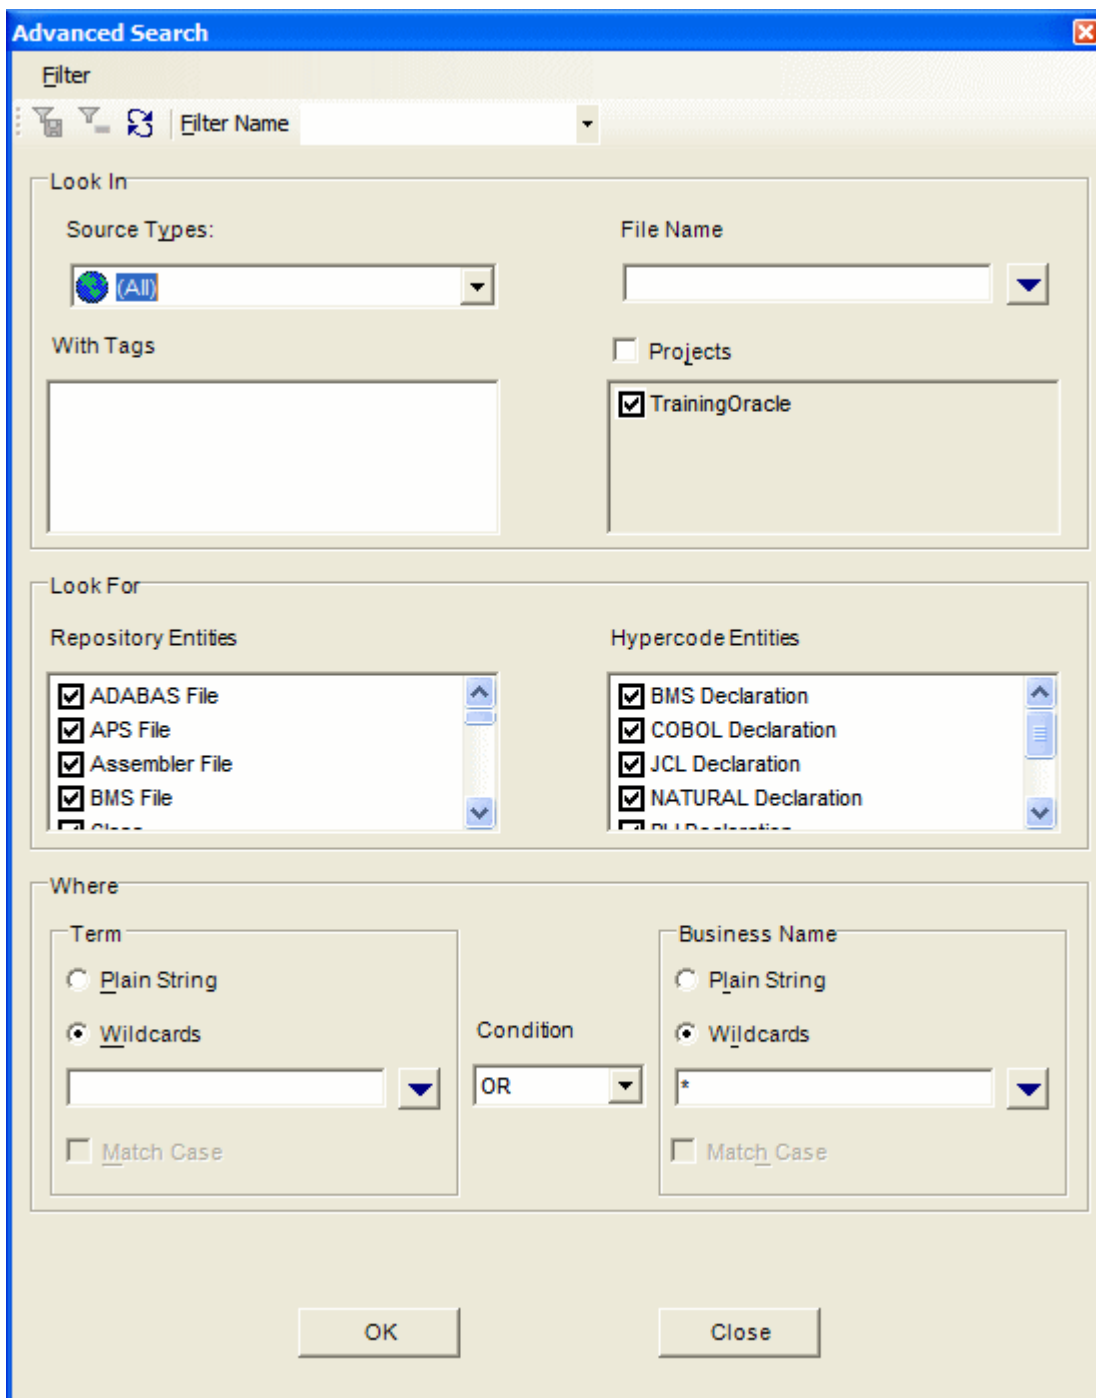 Advanced Search
Filter
Filter Name
Look In
Source Types:
File Name
(All)
With Tags
Projects
TrainingOracle
Look For
Repository Entities
Hypercode Entities
ADABAS File
BMS Declaration
APS File
COBOL Declaration
Assembler File
JCL Declaration
BMS File
NATURAL Declaration
Where
Term
Business Name
Plain String
Plain String
Wildcards
Condition
Wildcards
OR
*
Match Case
Match Case
OK
Close